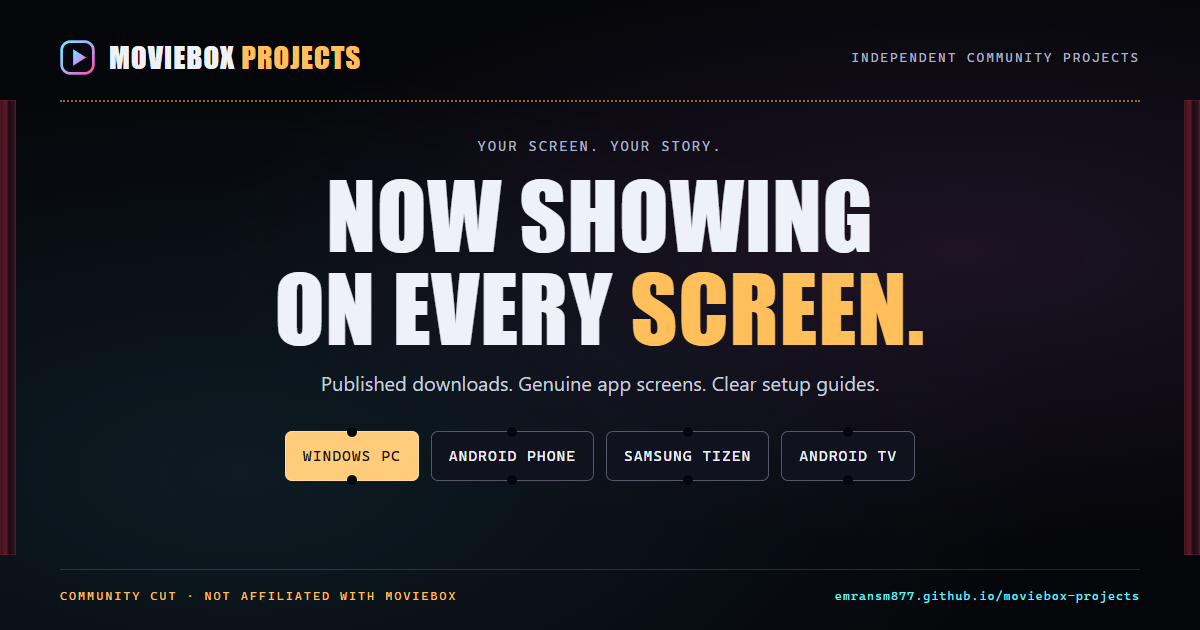 MOVIEBOX PROJECTS
INDEPENDENT COMMUNITY PROJECTS
YOUR SCREEN. YOUR STORY.
NOW SHOWING
ON EVERY SCREEN.
Published downloads. Genuine app screens. Clear setup guides.
WINDOWS PC
ANDROID PHONE
SAMSUNG TIZEN
ANDROID TV
COMMUNITY CUT · NOT AFFILIATED WITH MOVIEBOX
emransm877.github.io/moviebox-projects